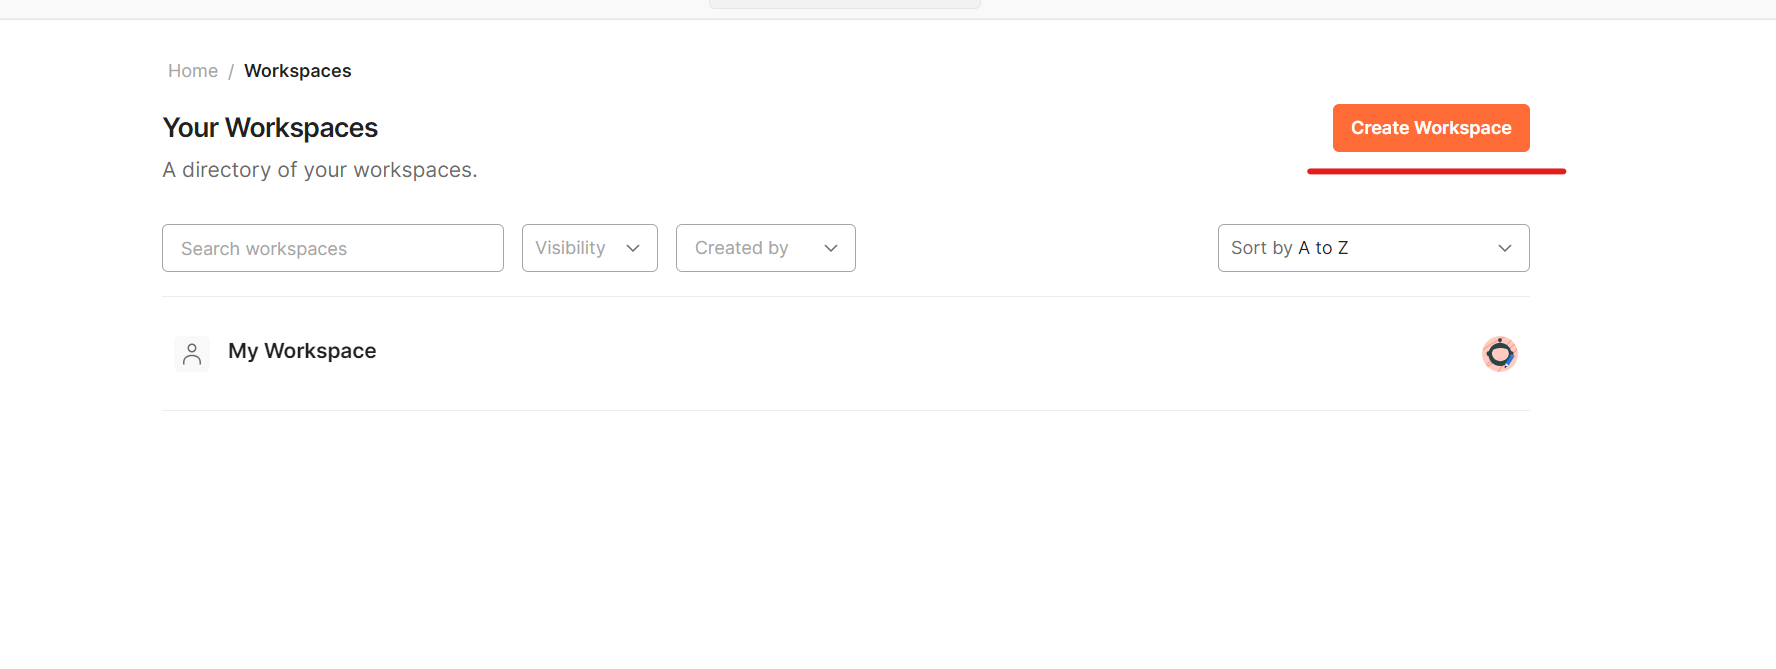 Home / Workspaces
Your Workspaces
Create Workspace
A directory of your workspaces.
Search workspaces
Visibility
Created by
Sort by A to Z
My Workspace